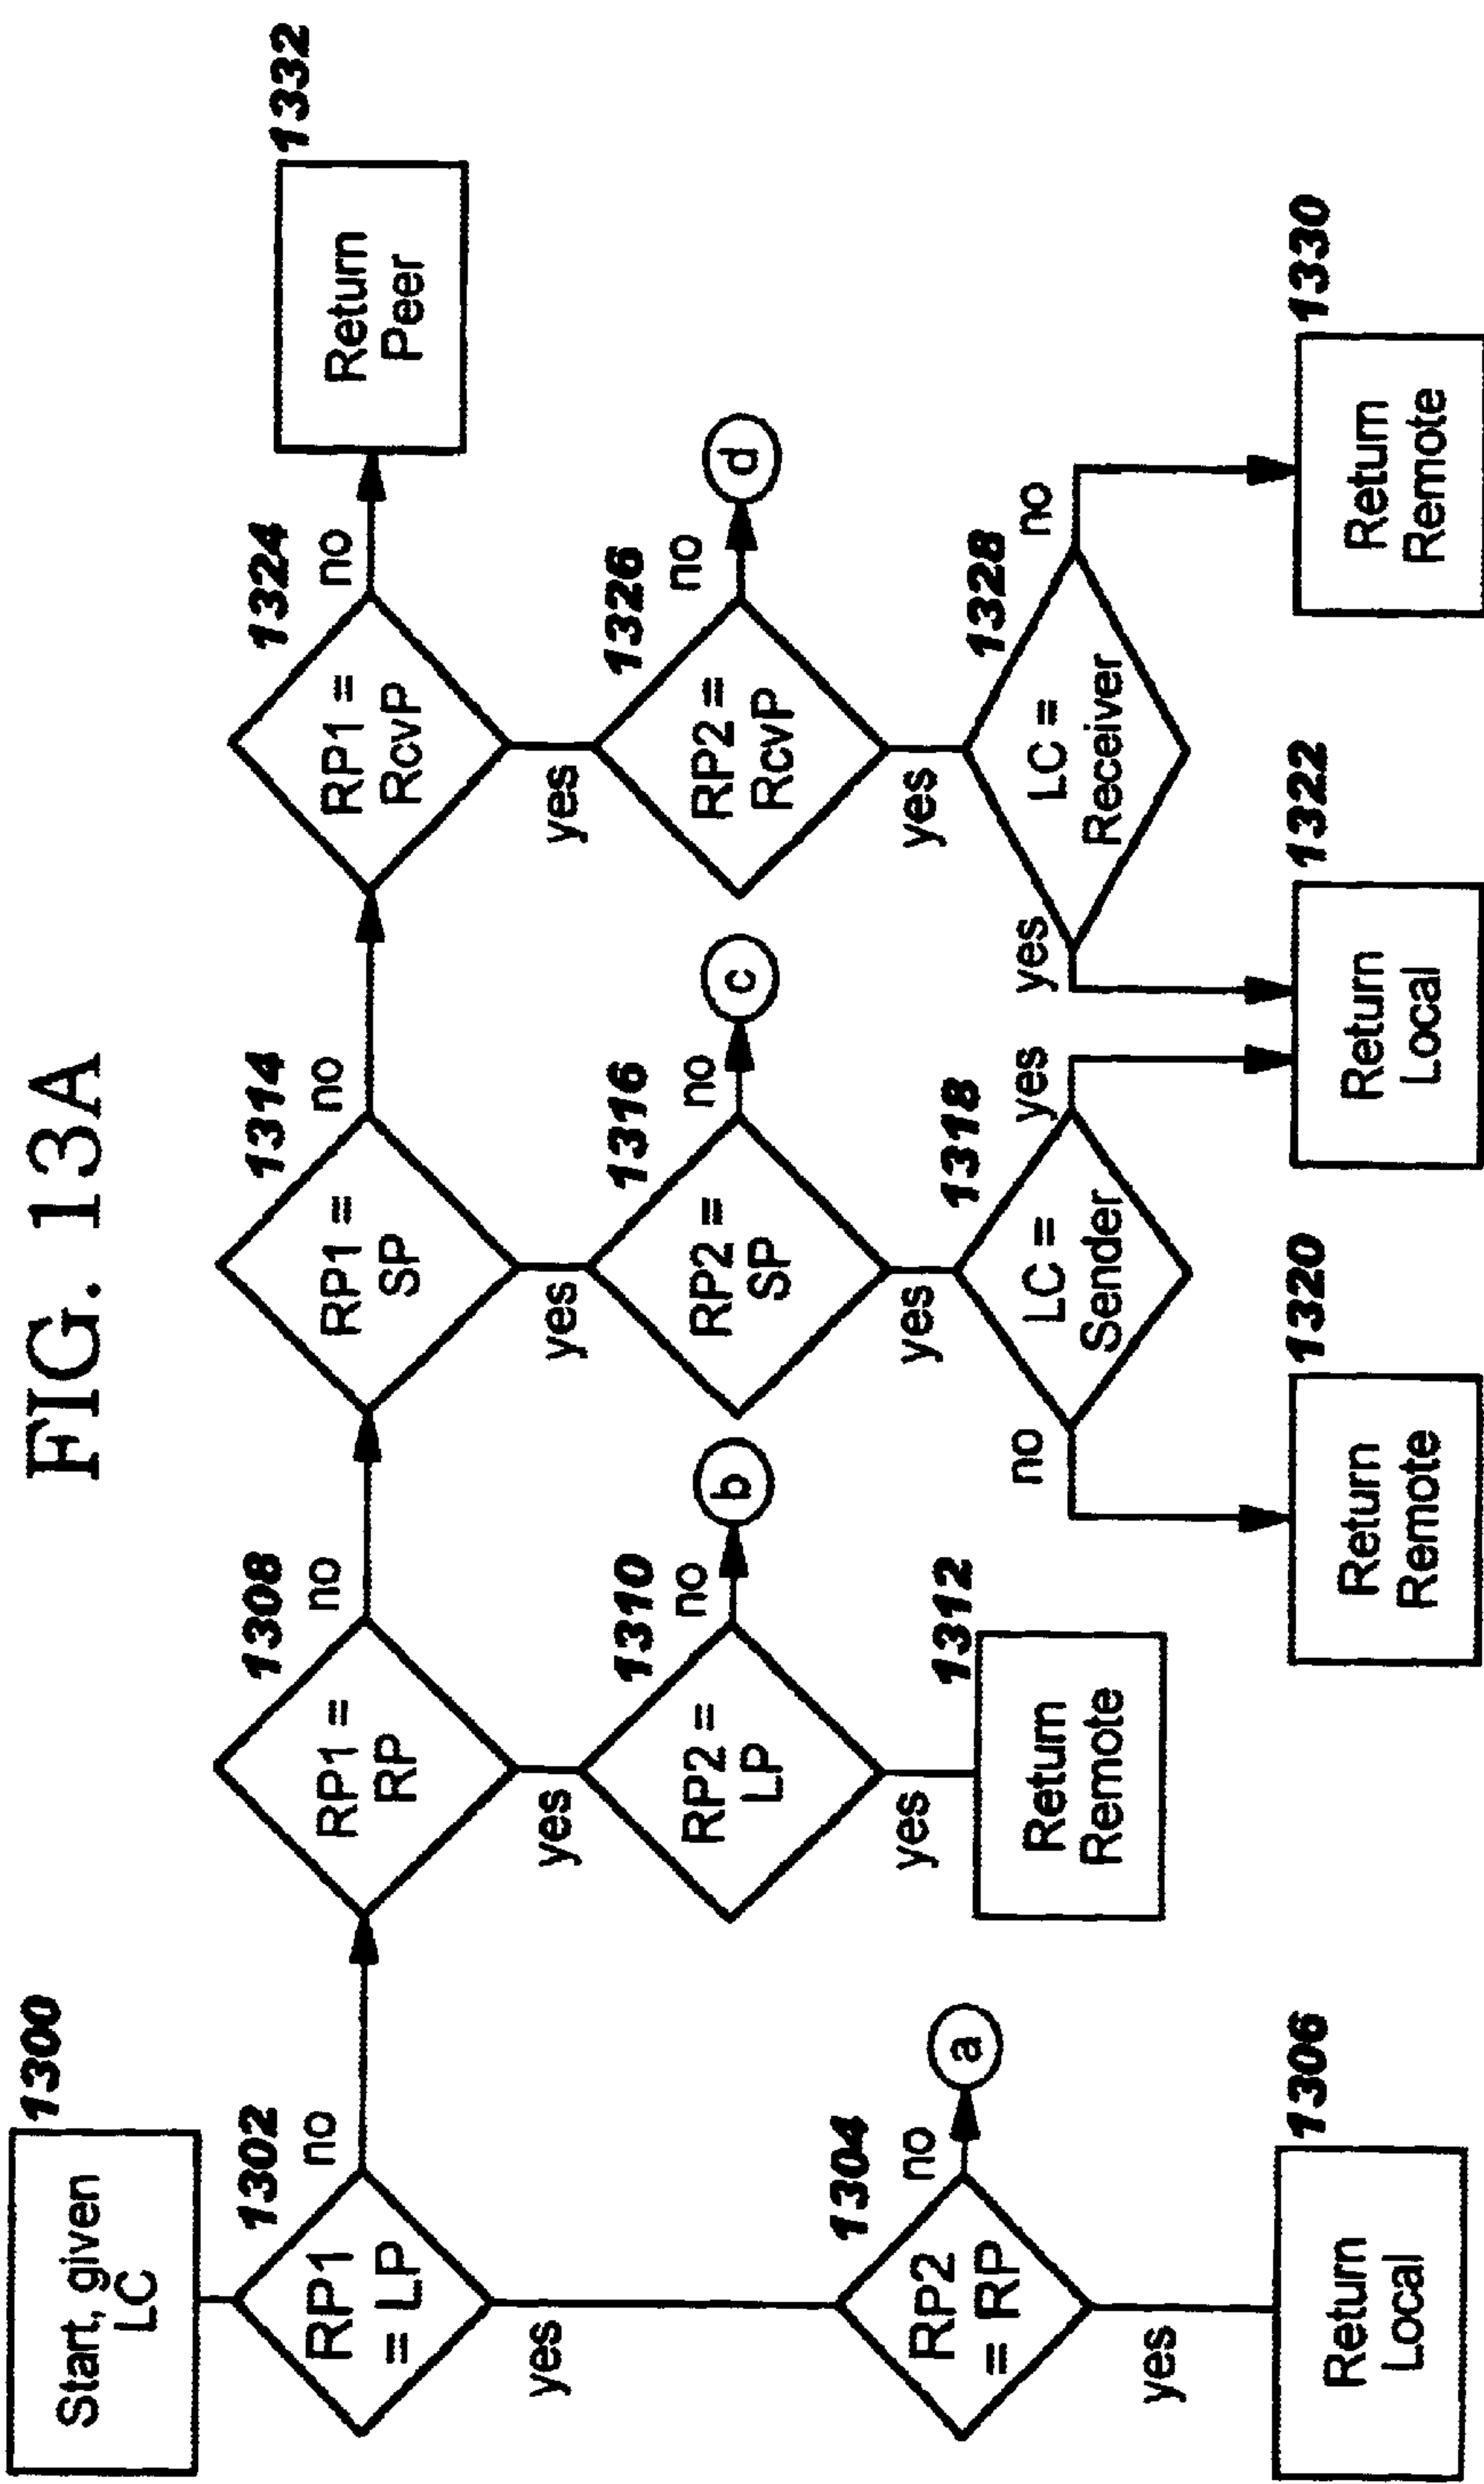 FIG. 13A
1300
Start, given
LC
1302
RP1
= LP
no
yes
1304
RP2
= RP
no
a
yes
1306
Return
Local
1308
RP1 =
RP
no
yes
1310
RP2 =
LP
no
b
yes
1312
Return
Remote
1314
RP1 =
SP
no
yes
1316
RP2 =
SP
no
c
yes
1318
LC =
Sender
no
yes
1320
Return
Remote
1322
Return
Local
1324
RP1 =
RcvP
no
yes
1326
RP2 =
RcvP
no
d
yes
1328
LC =
Receiver
yes
no
1330
Return
Remote
1332
Return
Peer